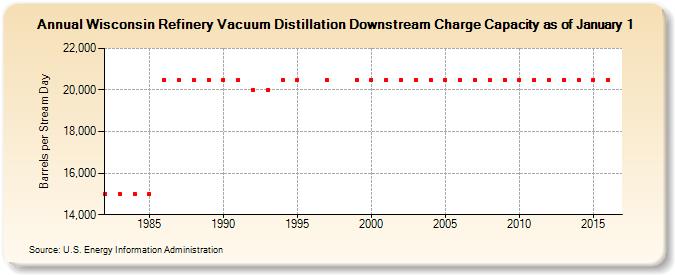 Annual Wisconsin Refinery Vacuum Distillation Downstream Charge Capacity as of January 1
Barrels per Stream Day
22,000
20,000
18,000
16,000
14,000
1985 1990 1995 2000 2005 2010 2015
Source: U.S. Energy Information Administration